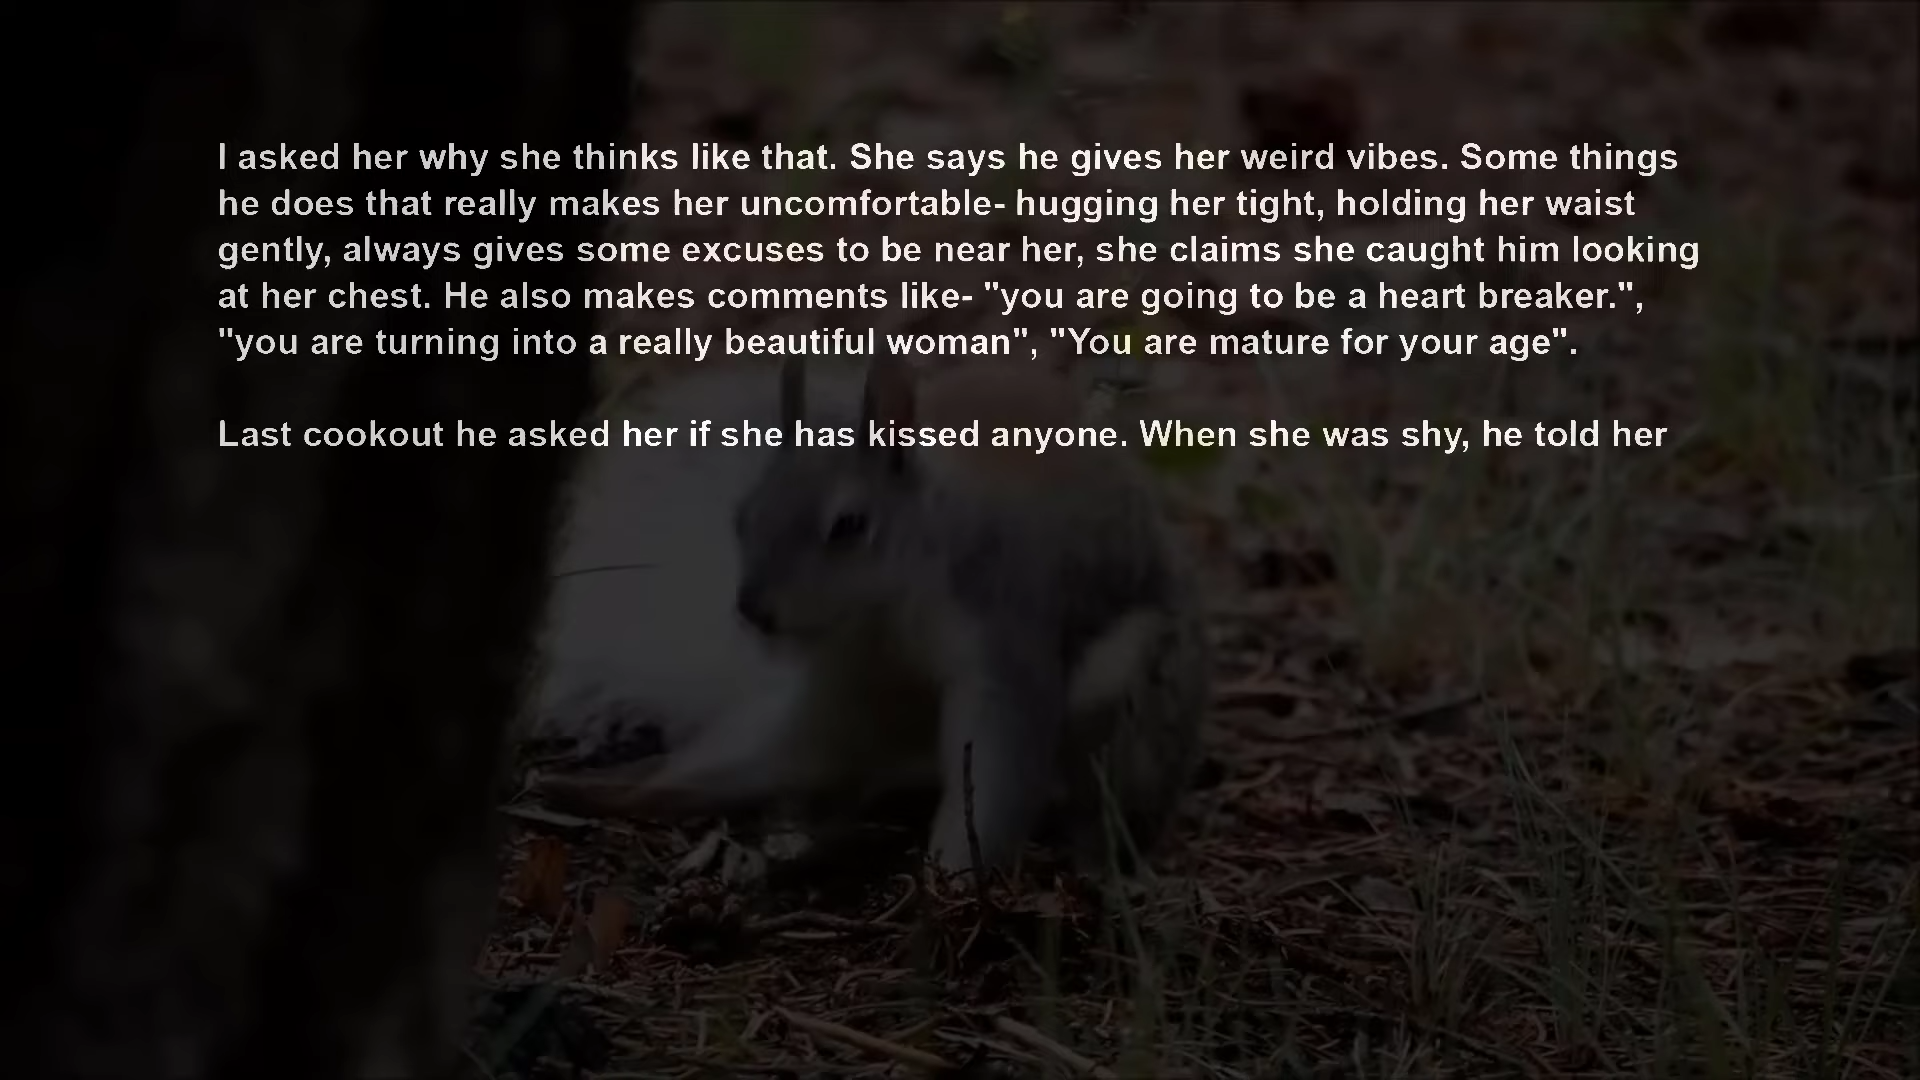 I asked her why she thinks like that. She says he gives her weird vibes. Some things
he does that really makes her uncomfortable- hugging her tight, holding her waist
gently, always gives some excuses to be near her, she claims she caught him looking
at her chest. He also makes comments like- "you are going to be a heart breaker.",
"you are turning into a really beautiful woman", "You are mature for your age".
Last cookout he asked her if she has kissed anyone. When she was shy, he told her